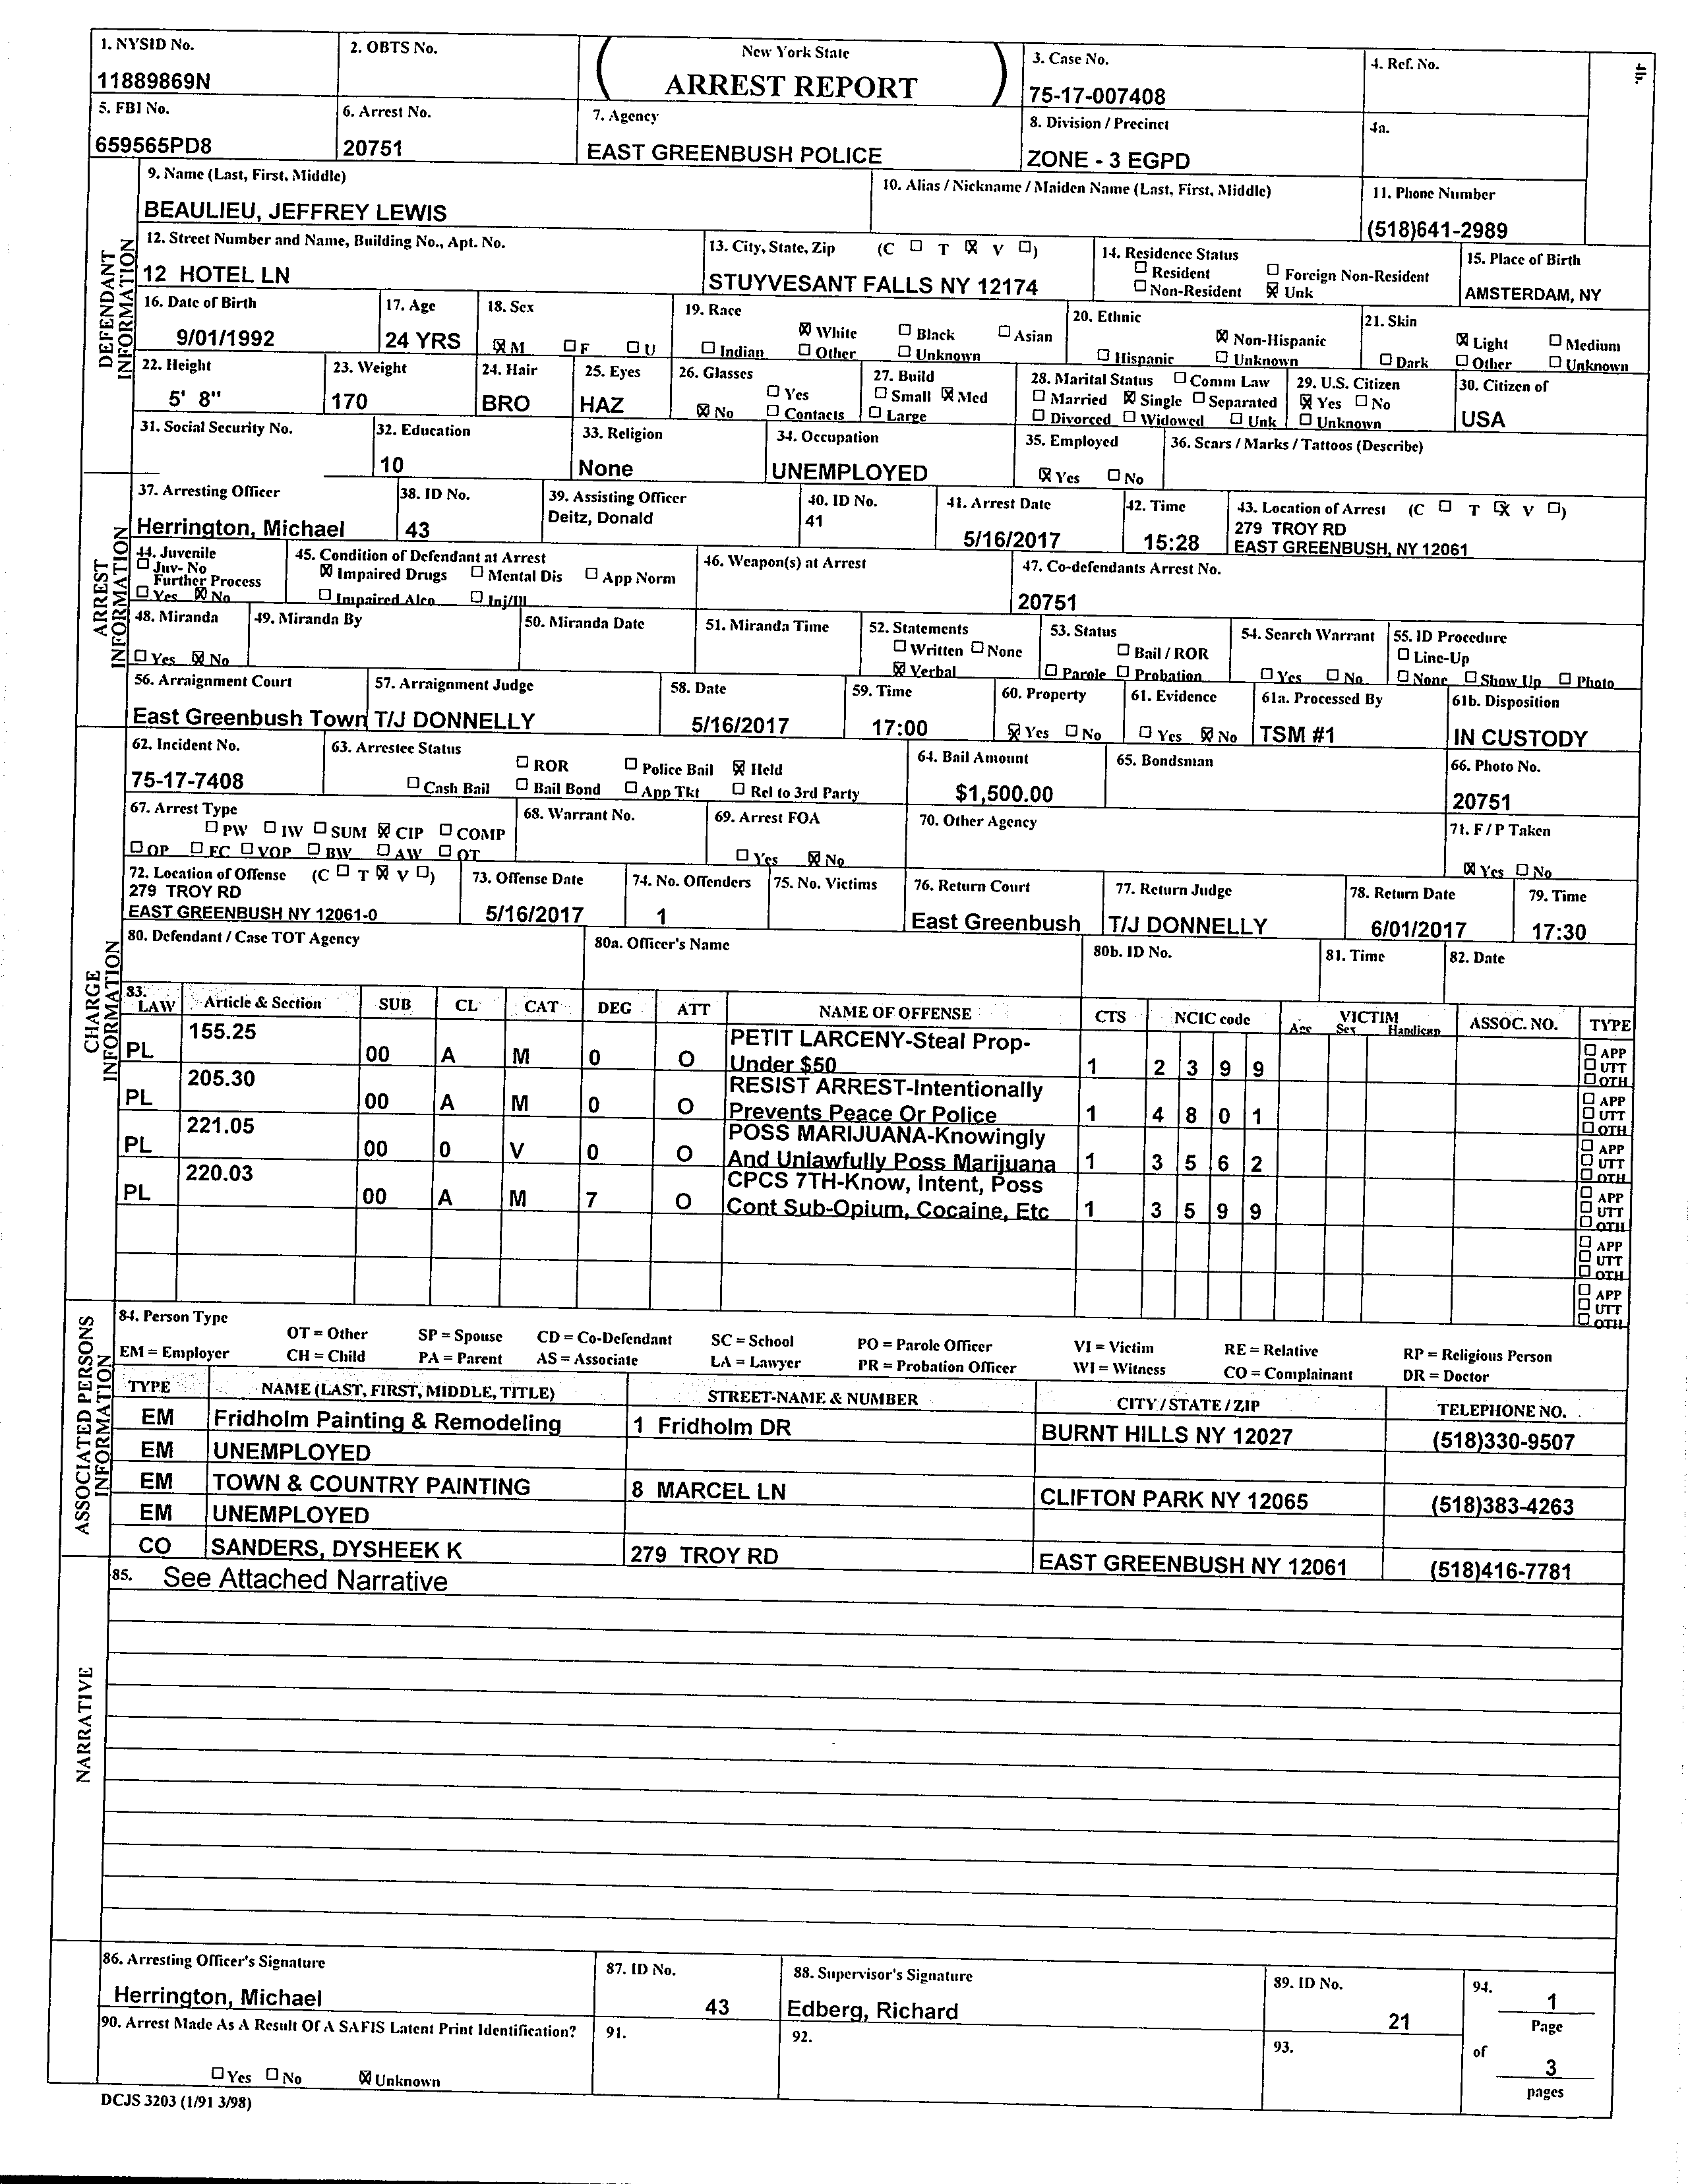 1. NYSID No. 2. OBTS No. New York State 3. Case No. 4. Ref. No. 4b.
11889869N ARREST REPORT 75-17-007408
5. FBI No. 6. Arrest No. 7. Agency 8. Division / Precinct 4a.
659565PD8 20751 EAST GREENBUSH POLICE ZONE - 3 EGPD
DEFENDANT INFORMATION
9. Name (Last, First, Middle) 10. Alias / Nickname / Maiden Name (Last, First, Middle) 11. Phone Number
BEAULIEU, JEFFREY LEWIS (518)641-2989
12. Street Number and Name, Building No., Apt. No. 13. City, State, Zip (C ☐ T ☒ V ☐) 14. Residence Status 15. Place of Birth
☐ Resident ☐ Foreign Non-Resident
12 HOTEL LN STUYVESANT FALLS NY 12174 ☐ Non-Resident ☒ Unk AMSTERDAM, NY
16. Date of Birth 17. Age 18. Sex 19. Race 20. Ethnic 21. Skin
☒ White ☐ Black ☐ Asian ☒ Non-Hispanic ☒ Light ☐ Medium
9/01/1992 24 YRS ☒ M ☐ F ☐ U ☐ Indian ☐ Other ☐ Unknown ☐ Hispanic ☐ Unknown ☐ Dark ☐ Other ☐ Unknown
22. Height 23. Weight 24. Hair 25. Eyes 26. Glasses 27. Build 28. Marital Status ☐ Comm Law 29. U.S. Citizen 30. Citizen of
☐ Yes ☐ Small ☒ Med ☐ Married ☒ Single ☐ Separated ☒ Yes ☐ No
5' 8" 170 BRO HAZ ☒ No ☐ Contacts ☐ Large ☐ Divorced ☐ Widowed ☐ Unk ☐ Unknown USA
31. Social Security No. 32. Education 33. Religion 34. Occupation 35. Employed 36. Scars / Marks / Tattoos (Describe)
10 None UNEMPLOYED ☒ Yes ☐ No
ARREST INFORMATION
37. Arresting Officer 38. ID No. 39. Assisting Officer 40. ID No. 41. Arrest Date 42. Time 43. Location of Arrest (C ☐ T ☒ V ☐)
Herrington, Michael 43 Deitz, Donald 41 5/16/2017 15:28 279 TROY RD
EAST GREENBUSH, NY 12061
44. Juvenile 45. Condition of Defendant at Arrest 46. Weapon(s) at Arrest 47. Co-defendants Arrest No.
☐ Juv- No Further Process ☒ Impaired Drugs ☐ Mental Dis ☐ App Norm
☐ Yes ☒ No ☐ Impaired Alco ☐ Inj/Ill 20751
48. Miranda 49. Miranda By 50. Miranda Date 51. Miranda Time 52. Statements 53. Status 54. Search Warrant 55. ID Procedure
☐ Written ☐ None ☐ Bail / ROR ☐ Line-Up
☐ Yes ☒ No ☒ Verbal ☐ Parole ☐ Probation ☐ Yes ☐ No ☐ None ☐ Show Up ☐ Photo
56. Arraignment Court 57. Arraignment Judge 58. Date 59. Time 60. Property 61. Evidence 61a. Processed By 61b. Disposition
East Greenbush Town T/J DONNELLY 5/16/2017 17:00 ☒ Yes ☐ No ☐ Yes ☒ No TSM #1 IN CUSTODY
CHARGE INFORMATION
62. Incident No. 63. Arrestee Status 64. Bail Amount 65. Bondsman 66. Photo No.
☐ ROR ☐ Police Bail ☒ Held
75-17-7408 ☐ Cash Bail ☐ Bail Bond ☐ App Tkt ☐ Rel to 3rd Party $1,500.00 20751
67. Arrest Type 68. Warrant No. 69. Arrest FOA 70. Other Agency 71. F / P Taken
☐ PW ☐ IW ☐ SUM ☒ CIP ☐ COMP
☐ OP ☐ FC ☐ VOP ☐ BW ☐ AW ☐ OT ☐ Yes ☒ No ☒ Yes ☐ No
72. Location of Offense (C ☐ T ☒ V ☐) 73. Offense Date 74. No. Offenders 75. No. Victims 76. Return Court 77. Return Judge 78. Return Date 79. Time
279 TROY RD
EAST GREENBUSH NY 12061-0 5/16/2017 1 East Greenbush T/J DONNELLY 6/01/2017 17:30
80. Defendant / Case TOT Agency 80a. Officer's Name 80b. ID No. 81. Time 82. Date
83. LAW Article & Section SUB CL CAT DEG ATT NAME OF OFFENSE CTS NCIC code VICTIM Age Sex Handicap ASSOC. NO. TYPE
PL 155.25 00 A M 0 O PETIT LARCENY-Steal Prop-
Under $50 1 2 3 9 9 ☐ APP ☐ UTT ☐ OTH
PL 205.30 00 A M 0 O RESIST ARREST-Intentionally
Prevents Peace Or Police 1 4 8 0 1 ☐ APP ☐ UTT ☐ OTH
PL 221.05 00 0 V 0 O POSS MARIJUANA-Knowingly
And Unlawfully Poss Marijuana 1 3 5 6 2 ☐ APP ☐ UTT ☐ OTH
PL 220.03 00 A M 7 O CPCS 7TH-Know, Intent, Poss
Cont Sub-Opium, Cocaine, Etc 1 3 5 9 9 ☐ APP ☐ UTT ☐ OTH
☐ APP ☐ UTT ☐ OTH
☐ APP ☐ UTT ☐ OTH
ASSOCIATED PERSONS INFORMATION
84. Person Type
OT = Other SP = Spouse CD = Co-Defendant SC = School PO = Parole Officer VI = Victim RE = Relative RP = Religious Person
EM = Employer CH = Child PA = Parent AS = Associate LA = Lawyer PR = Probation Officer WI = Witness CO = Complainant DR = Doctor
TYPE NAME (LAST, FIRST, MIDDLE, TITLE) STREET-NAME & NUMBER CITY / STATE / ZIP TELEPHONE NO.
EM Fridholm Painting & Remodeling 1 Fridholm DR BURNT HILLS NY 12027 (518)330-9507
EM UNEMPLOYED
EM TOWN & COUNTRY PAINTING 8 MARCEL LN CLIFTON PARK NY 12065 (518)383-4263
EM UNEMPLOYED
CO SANDERS, DYSHEEK K 279 TROY RD EAST GREENBUSH NY 12061 (518)416-7781
NARRATIVE
85. See Attached Narrative
86. Arresting Officer's Signature 87. ID No. 88. Supervisor's Signature 89. ID No. 94. 1
Herrington, Michael 43 Edberg, Richard 21 Page
90. Arrest Made As A Result Of A SAFIS Latent Print Identification? 91. 92. 93. of
☐ Yes ☐ No ☒ Unknown 3
pages
DCJS 3203 (1/91 3/98)